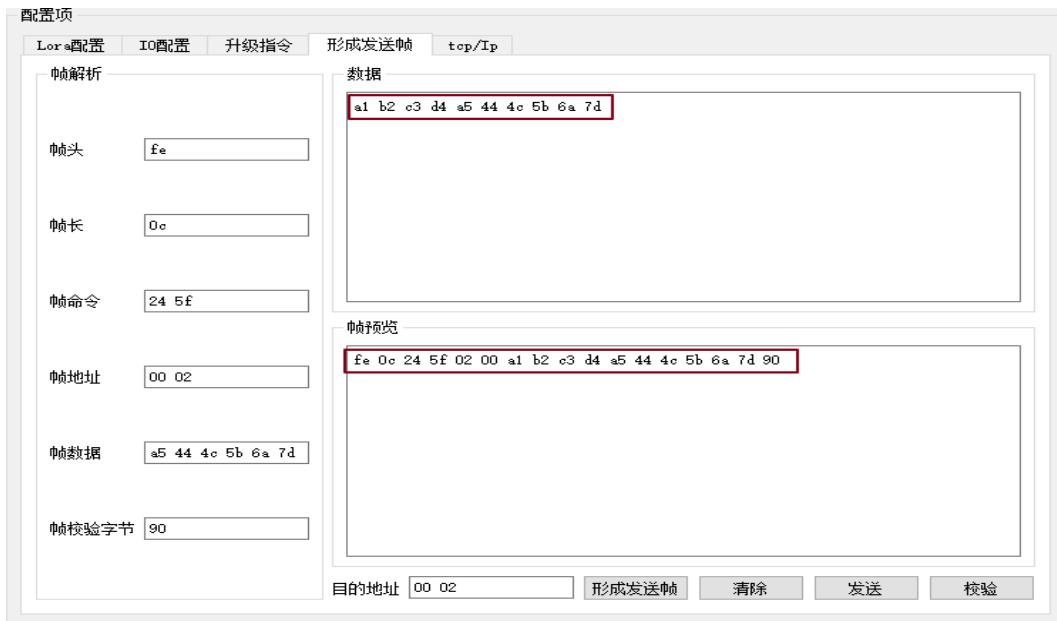 配置项
Lora配置 IO配置 升级指令 形成发送帧 tcp/Ip
帧解析
帧头 fe
帧长 0c
帧命令 24 5f
帧地址 00 02
帧数据 a5 44 4c 5b 6a 7d
帧校验字节 90
数据
a1 b2 c3 d4 a5 44 4c 5b 6a 7d
帧预览
fe 0c 24 5f 02 00 a1 b2 c3 d4 a5 44 4c 5b 6a 7d 90
目的地址 00 02 形成发送帧 清除 发送 校验